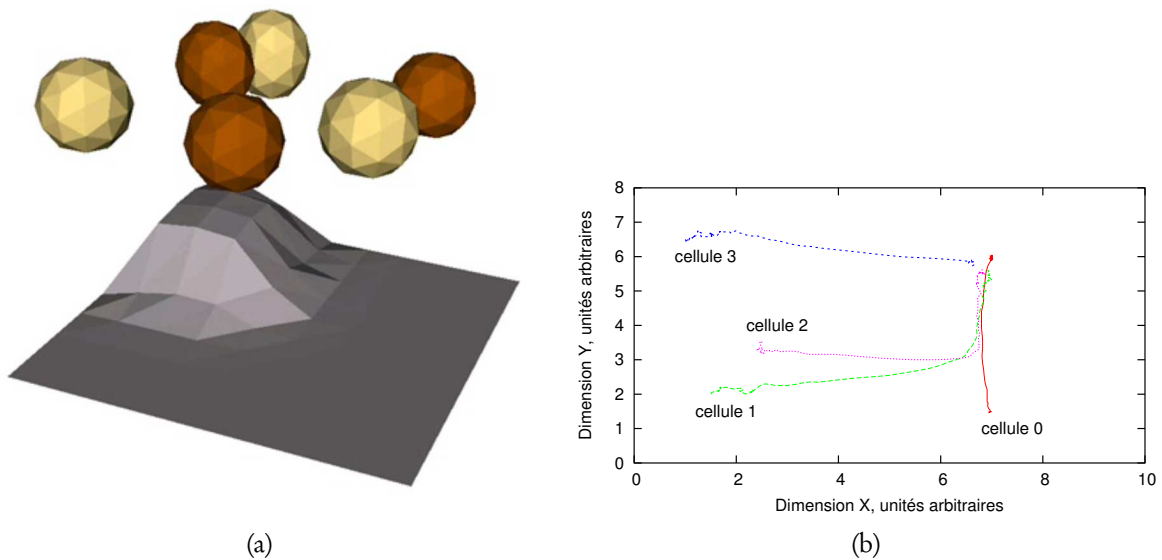 8
7
6
5
4
3
2
1
0
0 2 4 6 8 10
Dimension Y, unités arbitraires
cellule 3
cellule 2
cellule 1
cellule 0
Dimension X, unités arbitraires
(a)
(b)